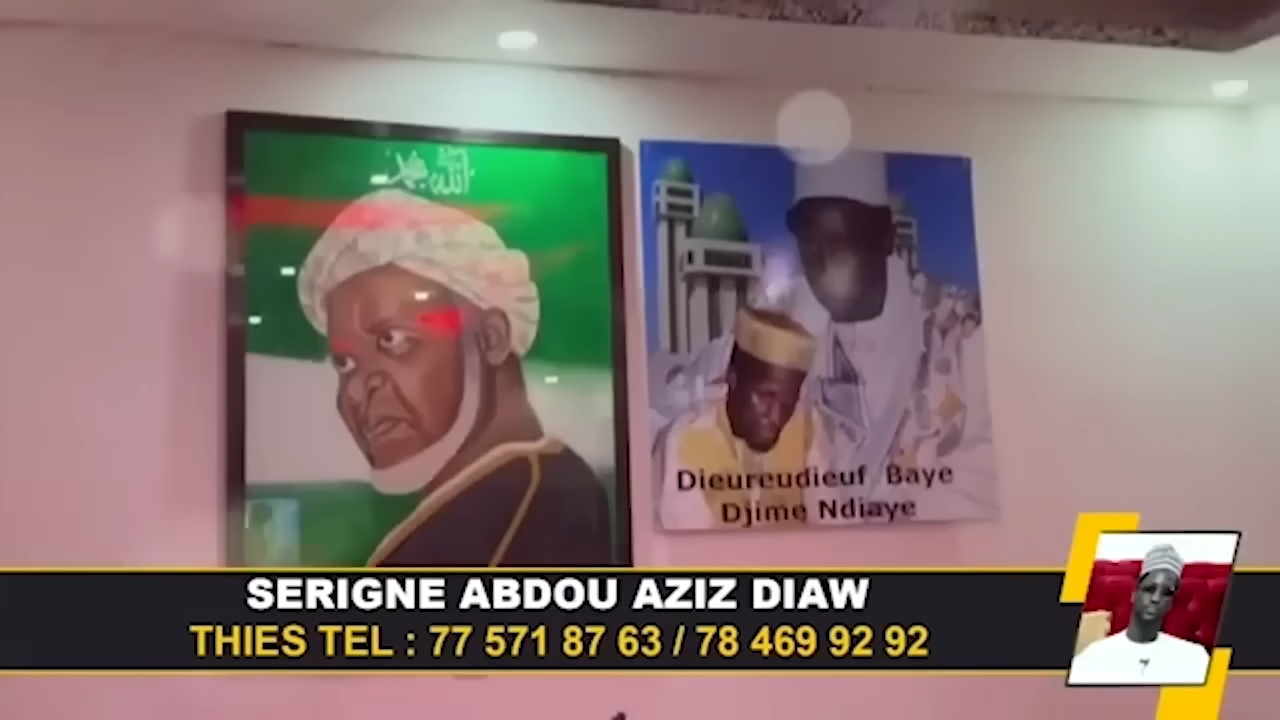 الله محمد
Dieureudieuf Baye
Djime Ndiaye
SERIGNE ABDOU AZIZ DIAW
THIES TEL : 77 571 87 63 / 78 469 92 92